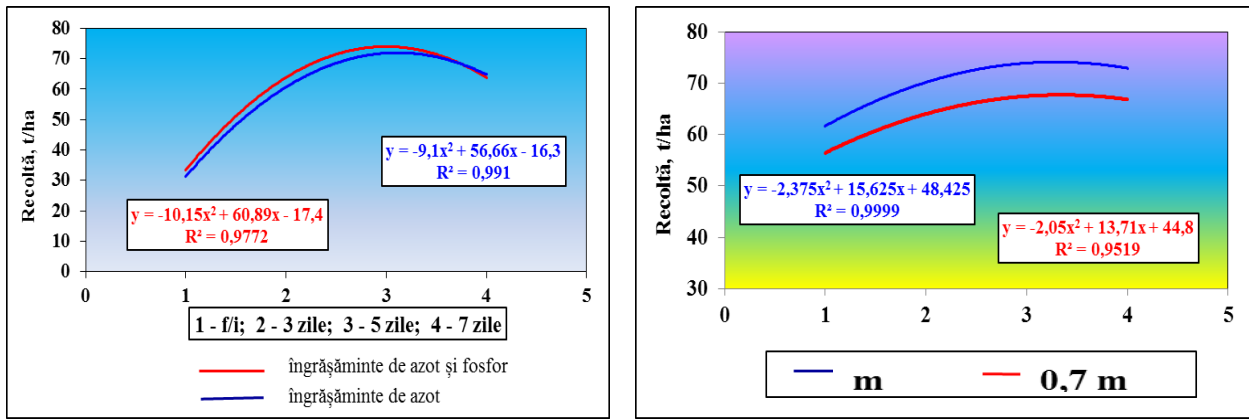 Recoltă, t/ha
80
70
60
50
40
30
20
10
0
y = -9,1x² + 56,66x - 16,3
R² = 0,991
y = -10,15x² + 60,89x - 17,4
R² = 0,9772
0 1 2 3 4 5
1 - f/i; 2 - 3 zile; 3 - 5 zile; 4 - 7 zile
îngrășăminte de azot și fosfor
îngrășăminte de azot
Recoltă, t/ha
80
70
60
50
40
30
y = -2,375x² + 15,625x + 48,425
R² = 0,9999
y = -2,05x² + 13,71x + 44,8
R² = 0,9519
0 1 2 3 4 5
m 0,7 m